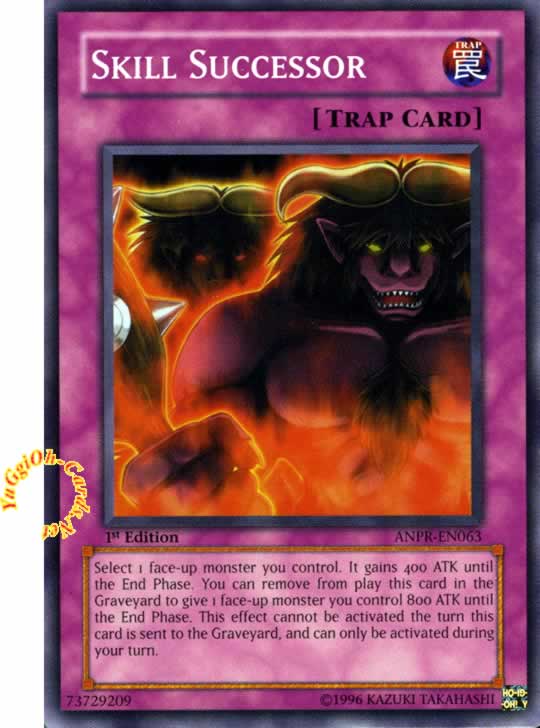 SKILL SUCCESSOR
TRAP
罠
[TRAP CARD]
YuGgiOh-Cards.Net
1st Edition
ANPR-EN063
Select 1 face-up monster you control. It gains 400 ATK until
the End Phase. You can remove from play this card in the
Graveyard to give 1 face-up monster you control 800 ATK until
the End Phase. This effect cannot be activated the turn this
card is sent to the Graveyard, and can only be activated during
your turn.
73729209
©1996 KAZUKI TAKAHASHI